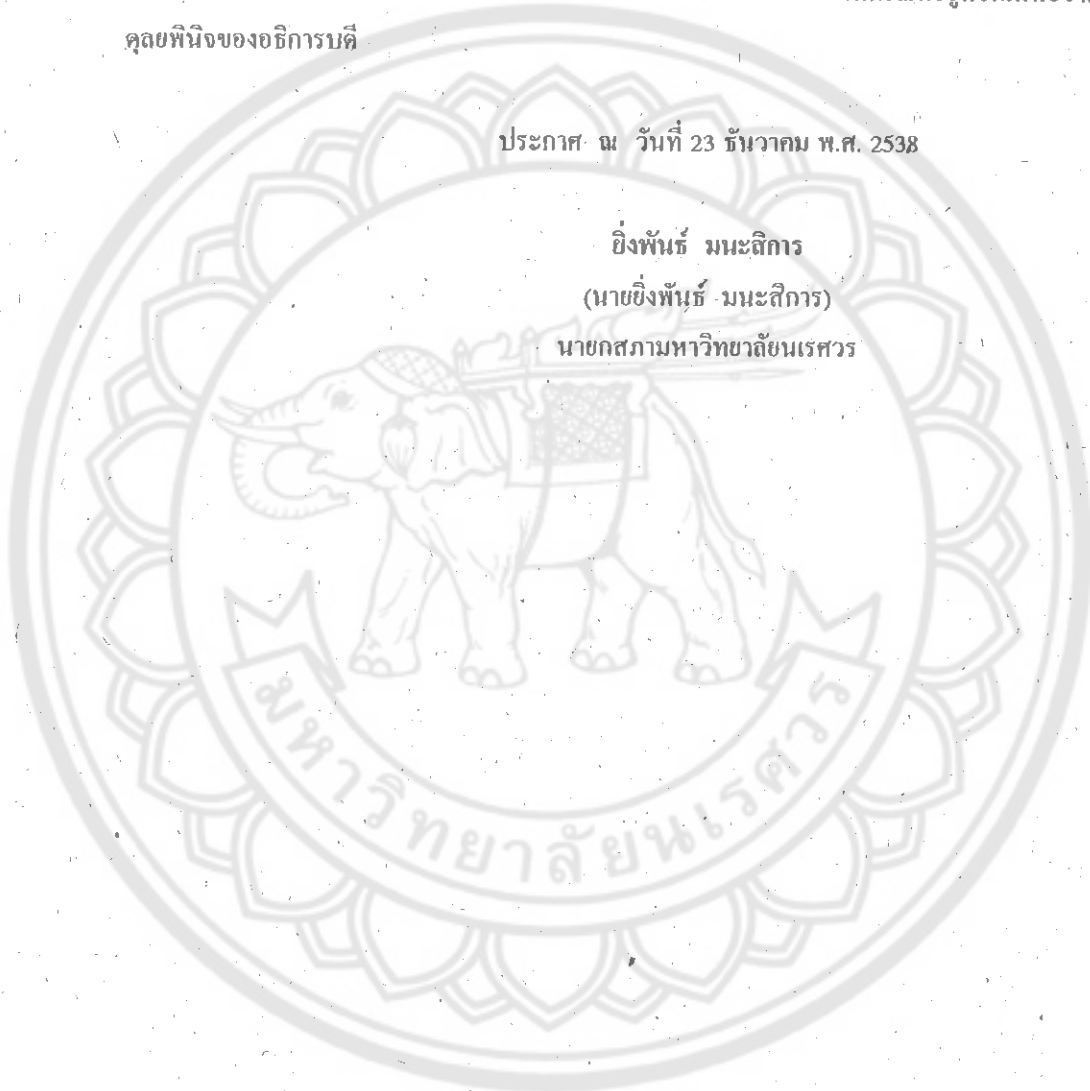 ดุลยพินิจของอธิการบดี
ประกาศ ณ วันที่ 23 ธันวาคม พ.ศ. 2538
ยิ่งพันธ์ มนะสิการ
(นายยิ่งพันธ์ มนะสิการ)
นายกสภามหาวิทยาลัยนเรศวร
มหาวิทยาลัยนเรศวร